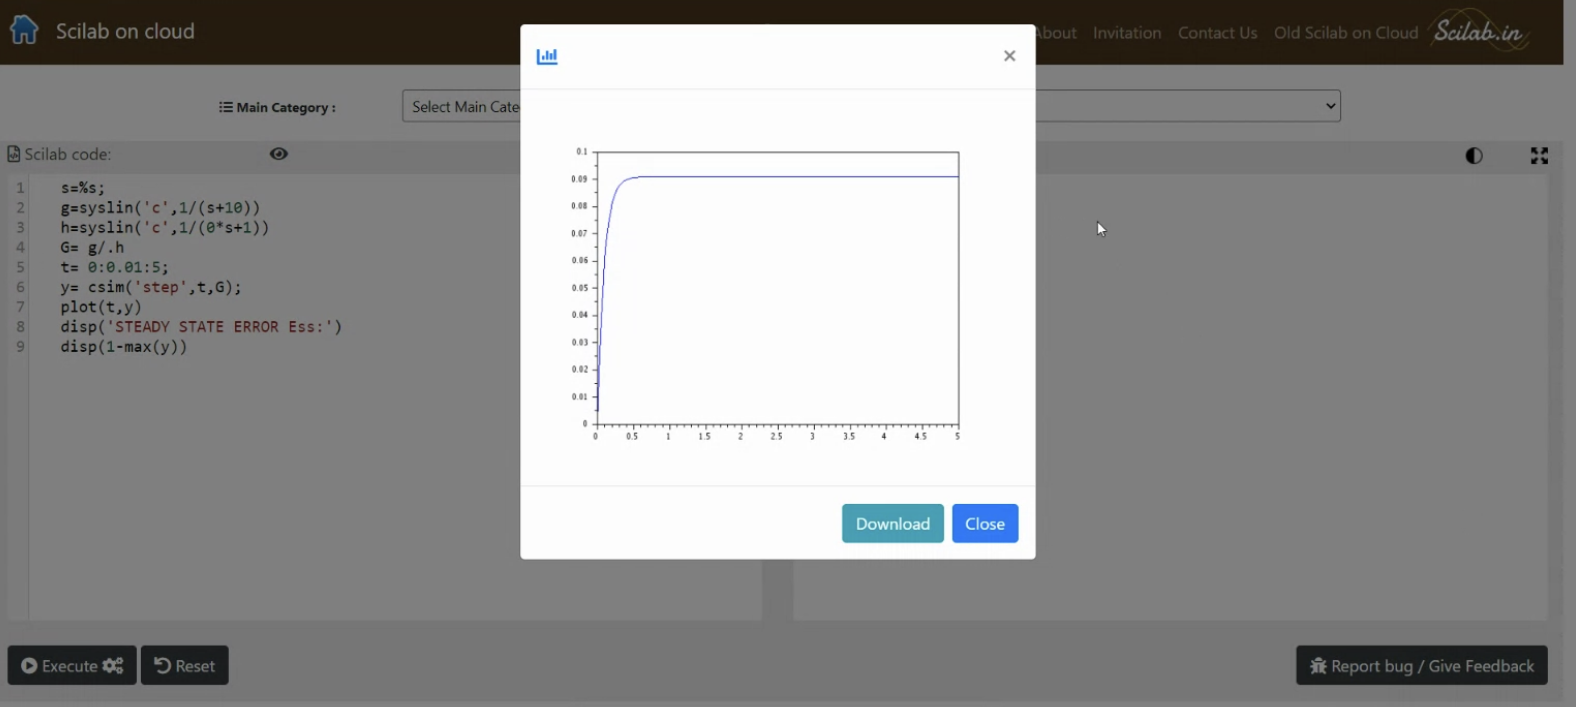 Scilab on cloud
About Invitation Contact Us Old Scilab on Cloud Scilab.in
Main Category :
Select Main Cate
Scilab code:
1 s=%s;
2 g=syslin('c',1/(s+10))
3 h=syslin('c',1/(0*s+1))
4 G= g/.h
5 t= 0:0.01:5;
6 y= csim('step',t,G);
7 plot(t,y)
8 disp('STEADY STATE ERROR Ess:')
9 disp(1-max(y))
0.1
0.09
0.08
0.07
0.06
0.05
0.04
0.03
0.02
0.01
0
0 0.5 1 1.5 2 2.5 3 3.5 4 4.5 5
Download Close
Execute Reset
Report bug / Give Feedback